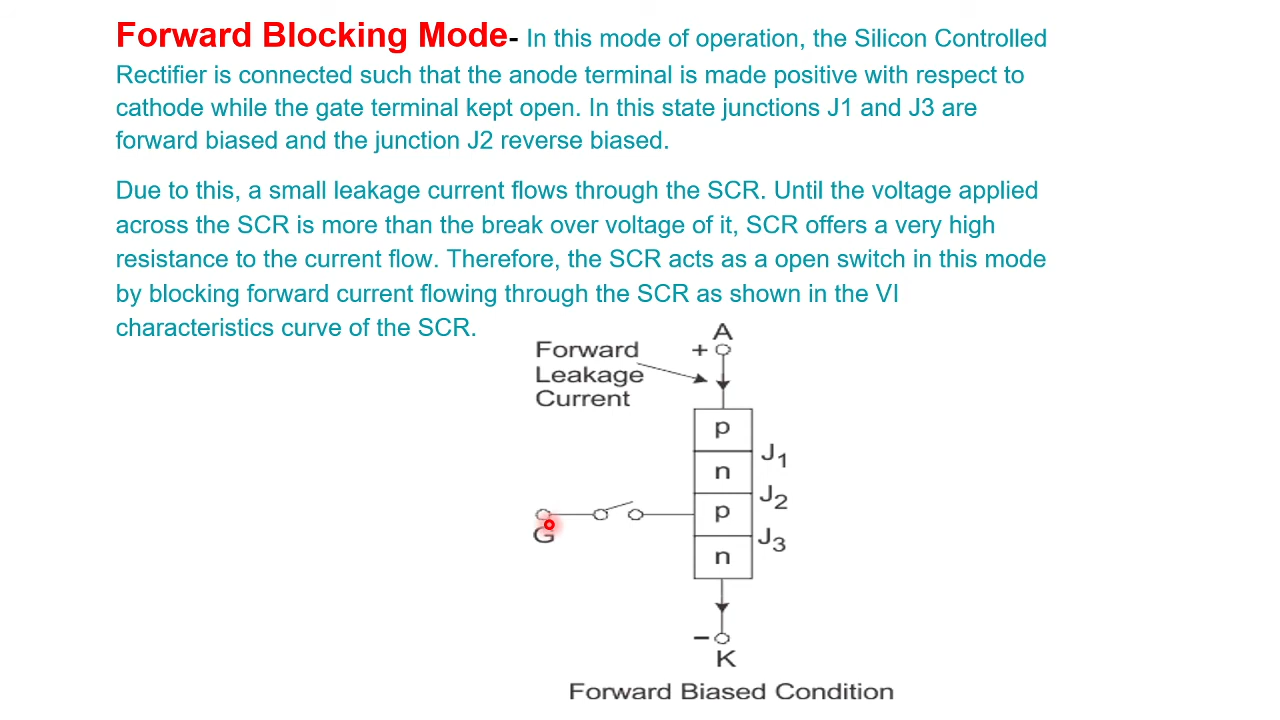 Forward Blocking Mode- In this mode of operation, the Silicon Controlled
Rectifier is connected such that the anode terminal is made positive with respect to
cathode while the gate terminal kept open. In this state junctions J1 and J3 are
forward biased and the junction J2 reverse biased.
Due to this, a small leakage current flows through the SCR. Until the voltage applied
across the SCR is more than the break over voltage of it, SCR offers a very high
resistance to the current flow. Therefore, the SCR acts as a open switch in this mode
by blocking forward current flowing through the SCR as shown in the VI
characteristics curve of the SCR.
A
+
Forward
Leakage
Current
p
J1
n
J2
p
G
J3
n
−
K
Forward Biased Condition